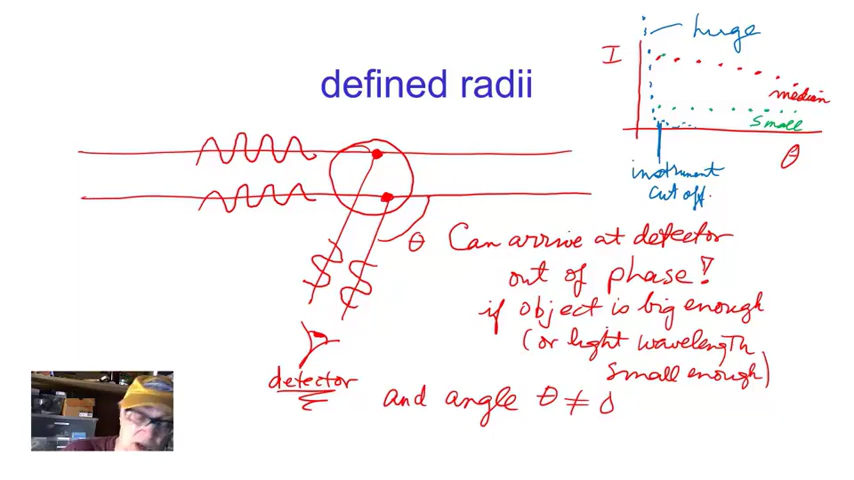 defined radii
I
huge
median
small
θ
instrument
cut off.
θ
Can arrive at detector
out of phase!
if object is big enough
(or light wavelength
small enough)
detector
and angle θ ≠ 0